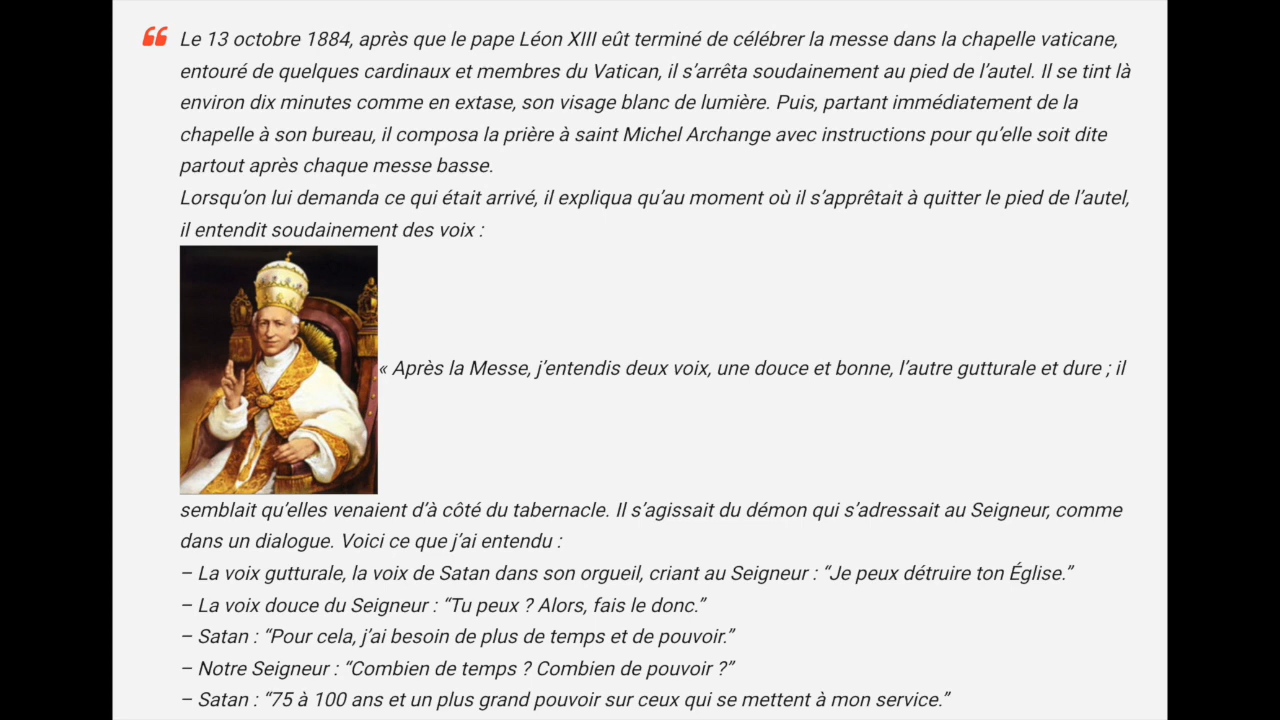 Le 13 octobre 1884, après que le pape Léon XIII eût terminé de célébrer la messe dans la chapelle vaticane,
entouré de quelques cardinaux et membres du Vatican, il s’arrêta soudainement au pied de l’autel. Il se tint là
environ dix minutes comme en extase, son visage blanc de lumière. Puis, partant immédiatement de la
chapelle à son bureau, il composa la prière à saint Michel Archange avec instructions pour qu’elle soit dite
partout après chaque messe basse.
Lorsqu’on lui demanda ce qui était arrivé, il expliqua qu’au moment où il s’apprêtait à quitter le pied de l’autel,
il entendit soudainement des voix :
« Après la Messe, j’entendis deux voix, une douce et bonne, l’autre gutturale et dure ; il
semblait qu’elles venaient d’à côté du tabernacle. Il s’agissait du démon qui s’adressait au Seigneur, comme
dans un dialogue. Voici ce que j’ai entendu :
– La voix gutturale, la voix de Satan dans son orgueil, criant au Seigneur : “Je peux détruire ton Église.”
– La voix douce du Seigneur : “Tu peux ? Alors, fais le donc.”
– Satan : “Pour cela, j’ai besoin de plus de temps et de pouvoir.”
– Notre Seigneur : “Combien de temps ? Combien de pouvoir ?”
– Satan : “75 à 100 ans et un plus grand pouvoir sur ceux qui se mettent à mon service.”